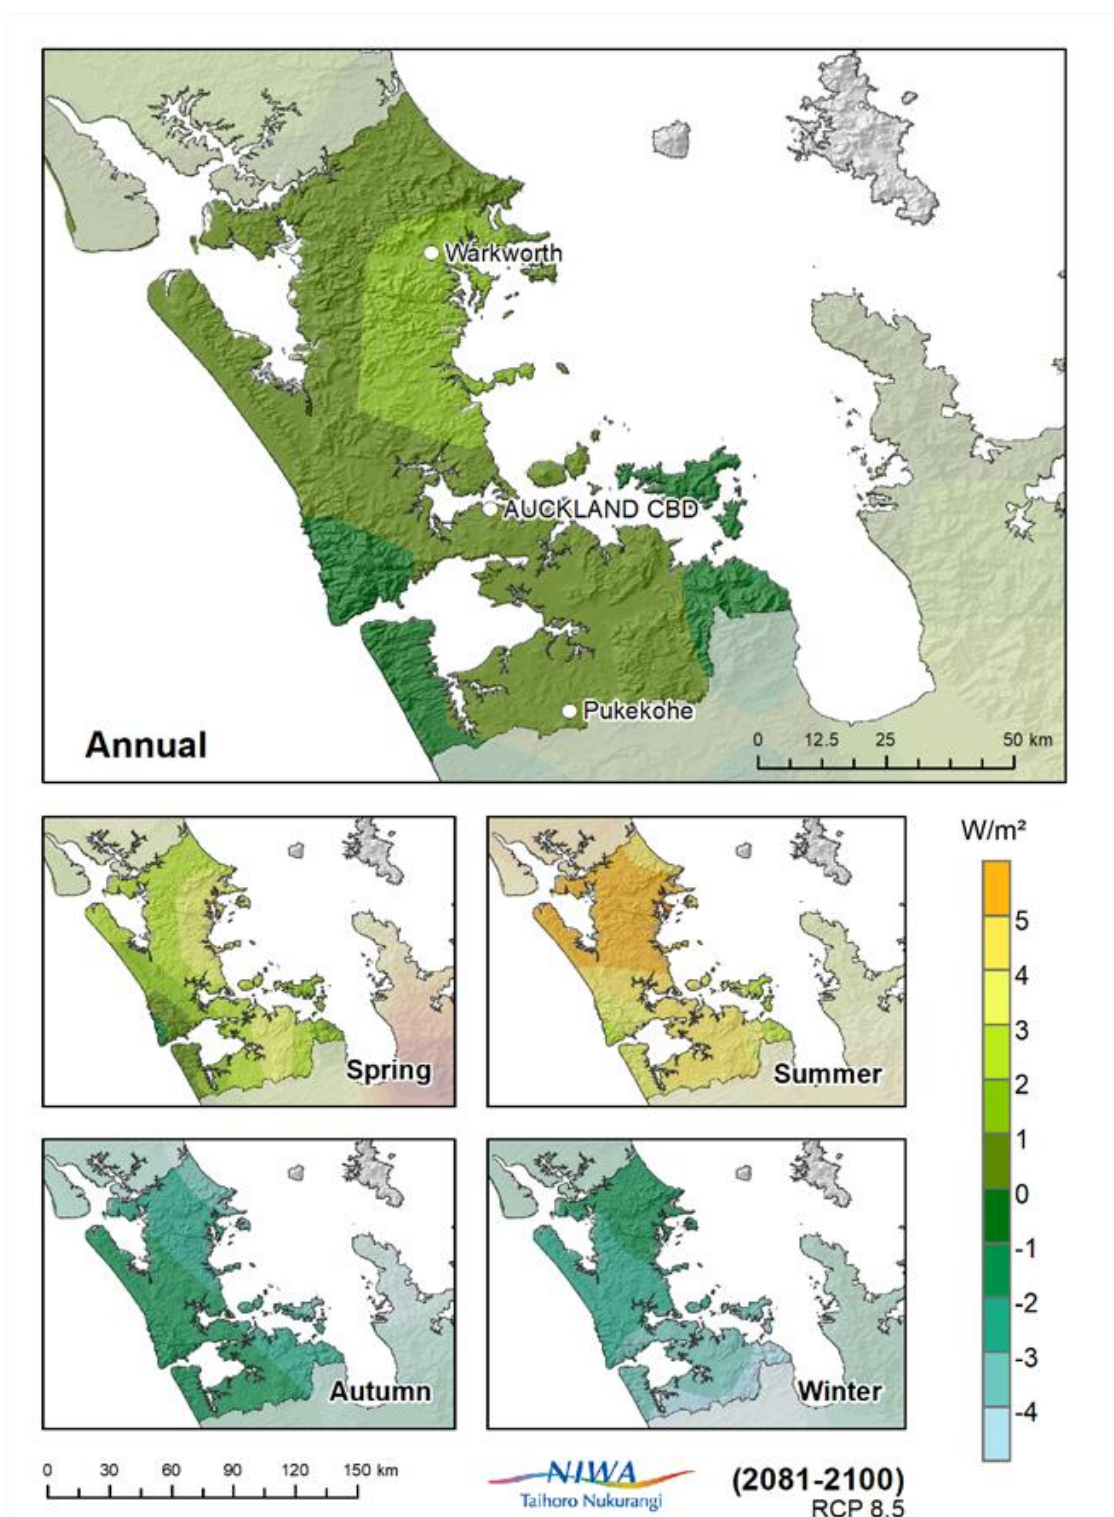 Warkworth
AUCKLAND CBD
Pukekohe
Annual
0 12.5 25 50 km
W/m²
5
4
3
2
1
0
-1
-2
-3
-4
Spring
Summer
Autumn
Winter
0 30 60 90 120 150 km
NIWA
Taihoro Nukurangi
(2081-2100)
RCP 8.5